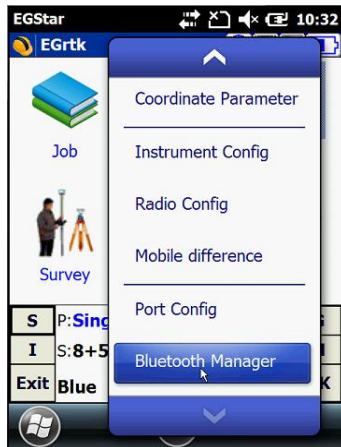 EGStar 10:32
EGrtk
Coordinate Parameter
Instrument Config
Job
Radio Config
Mobile difference
Survey
Port Config
S P:Sing
I S:8+5
Bluetooth Manager
Exit Blue K